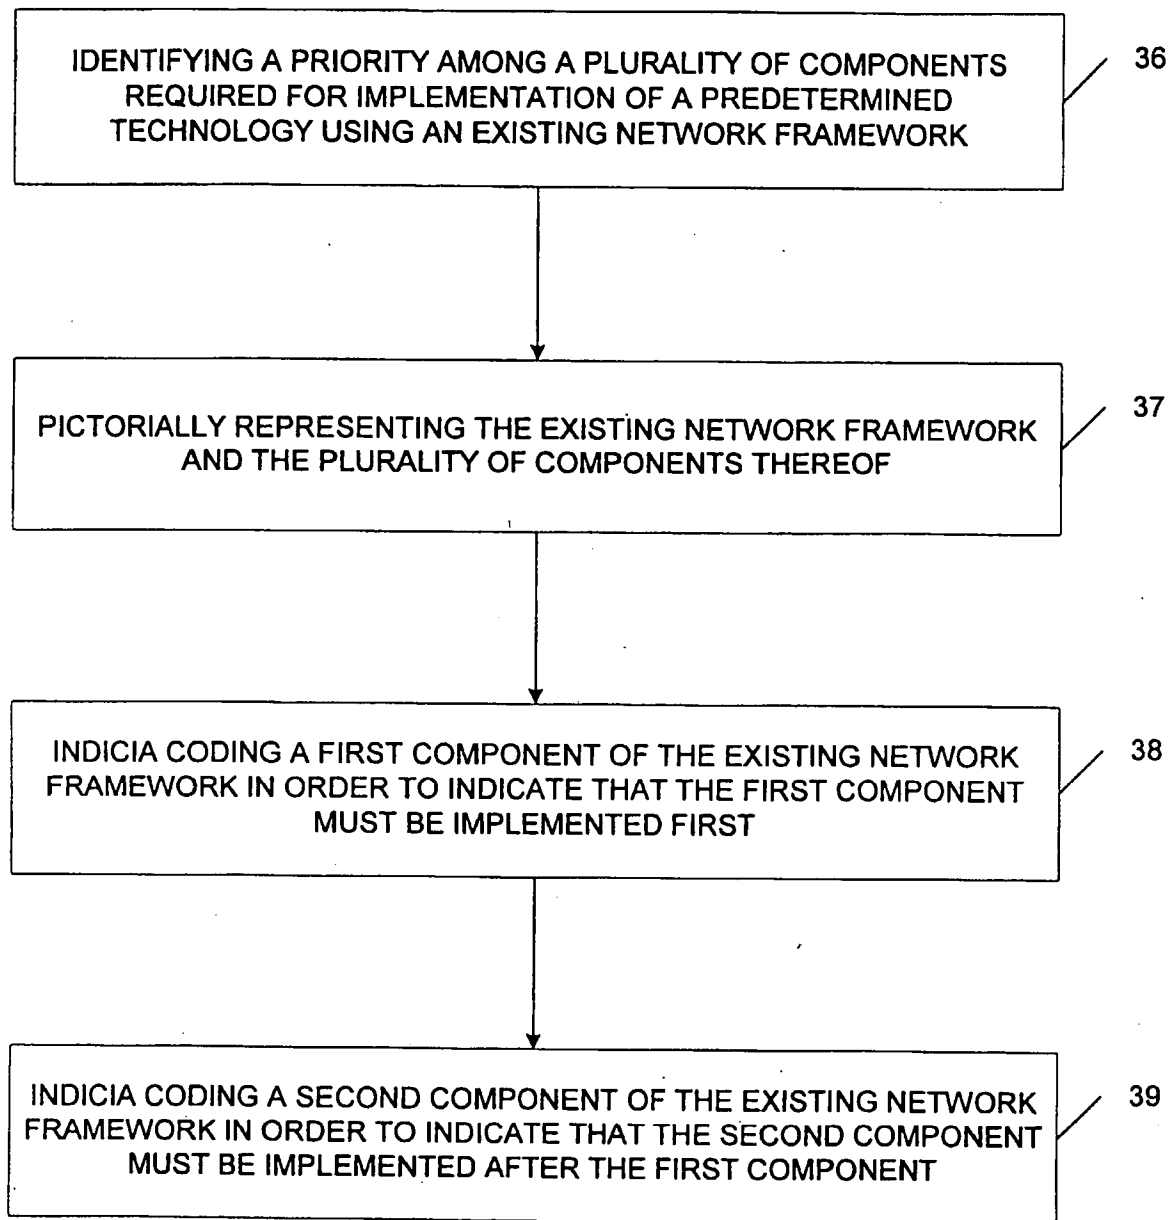 IDENTIFYING A PRIORITY AMONG A PLURALITY OF COMPONENTS
REQUIRED FOR IMPLEMENTATION OF A PREDETERMINED
TECHNOLOGY USING AN EXISTING NETWORK FRAMEWORK
36
PICTORIALLY REPRESENTING THE EXISTING NETWORK FRAMEWORK
AND THE PLURALITY OF COMPONENTS THEREOF
37
INDICIA CODING A FIRST COMPONENT OF THE EXISTING NETWORK
FRAMEWORK IN ORDER TO INDICATE THAT THE FIRST COMPONENT
MUST BE IMPLEMENTED FIRST
38
INDICIA CODING A SECOND COMPONENT OF THE EXISTING NETWORK
FRAMEWORK IN ORDER TO INDICATE THAT THE SECOND COMPONENT
MUST BE IMPLEMENTED AFTER THE FIRST COMPONENT
39